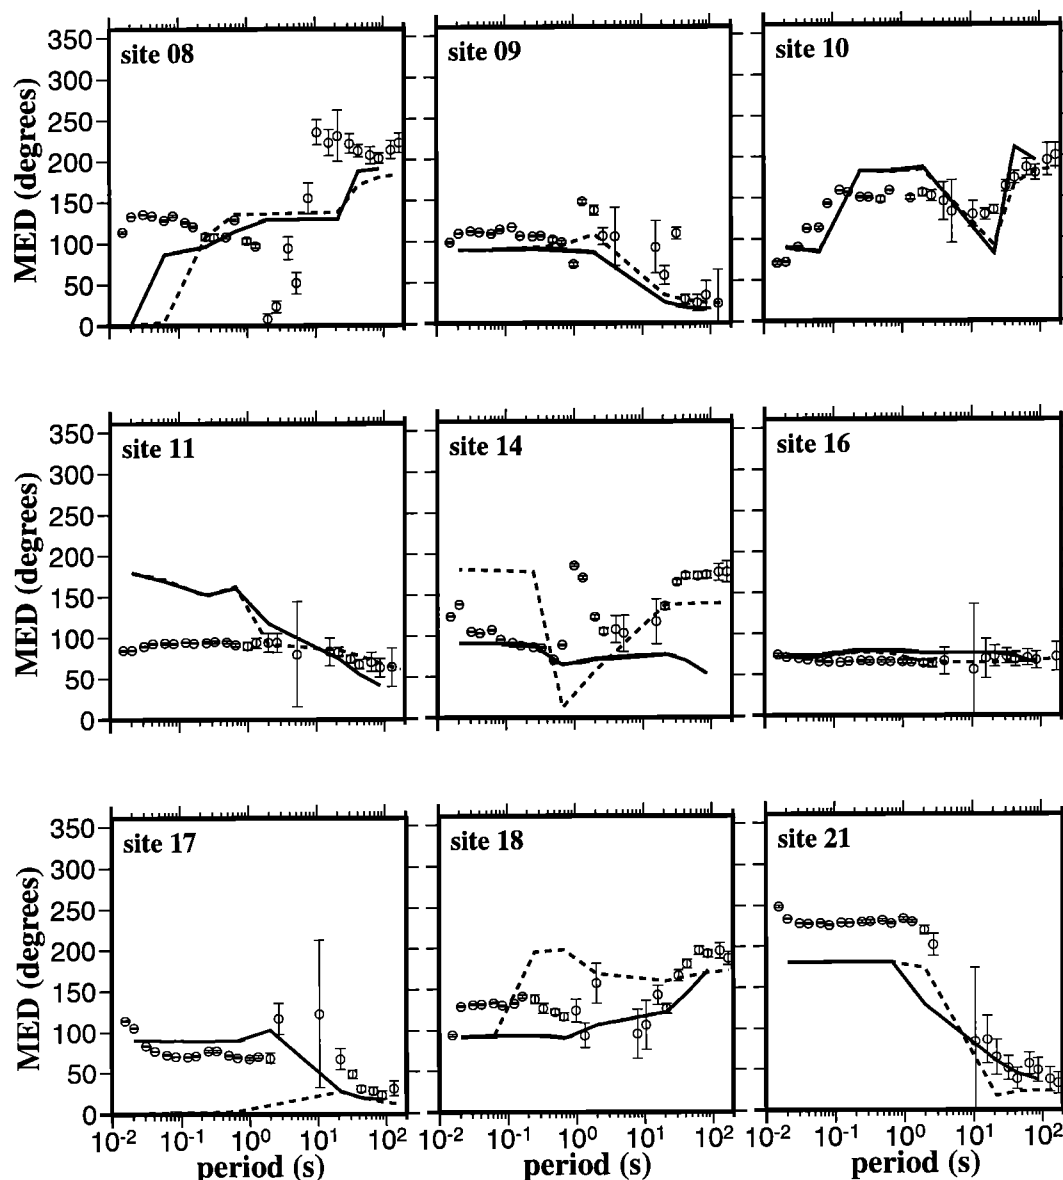 site 08
site 09
site 10
MED (degrees)
350
300
250
200
150
100
50
0
site 11
site 14
site 16
MED (degrees)
350
300
250
200
150
100
50
0
site 17
site 18
site 21
MED (degrees)
350
300
250
200
150
100
50
0
10-2 10-1 100 101 102
10-2 10-1 100 101 102
10-2 10-1 100 101 102
period (s)
period (s)
period (s)